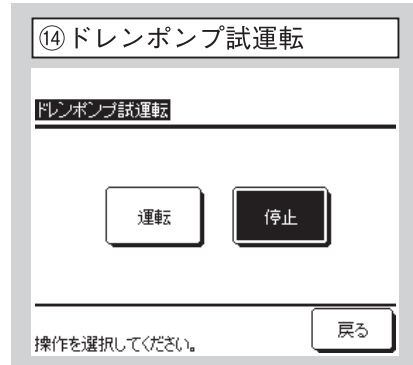 ⑭ドレンポンプ試運転
ドレンポンプ試運転
運転
停止
操作を選択してください。
戻る